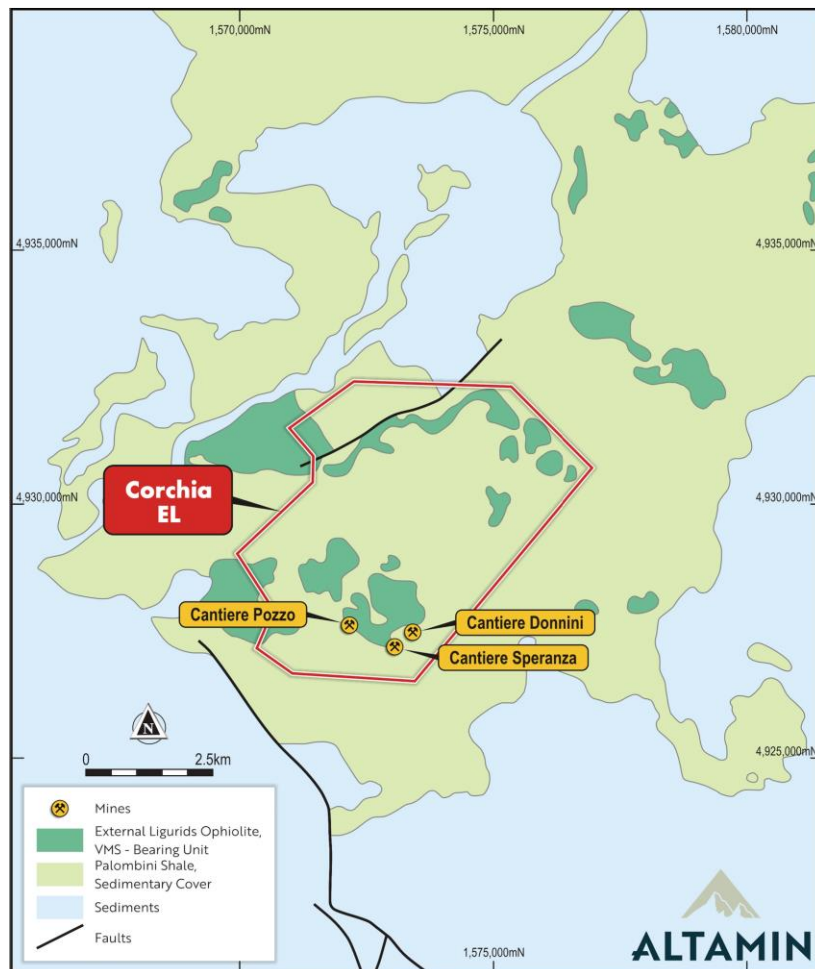 1,570,000mN
1,575,000mN
1,580,000mN
4,935,000mN
4,935,000mN
Corchia
EL
4,930,000mN
4,930,000mN
Cantiere Pozzo
Cantiere Donnini
Cantiere Speranza
N
0
2.5km
4,925,000mN
Mines
External Ligurids Ophiolite,
VMS - Bearing Unit
Palombini Shale,
Sedimentary Cover
Sediments
Faults
1,575,000mN
ALTAMIN